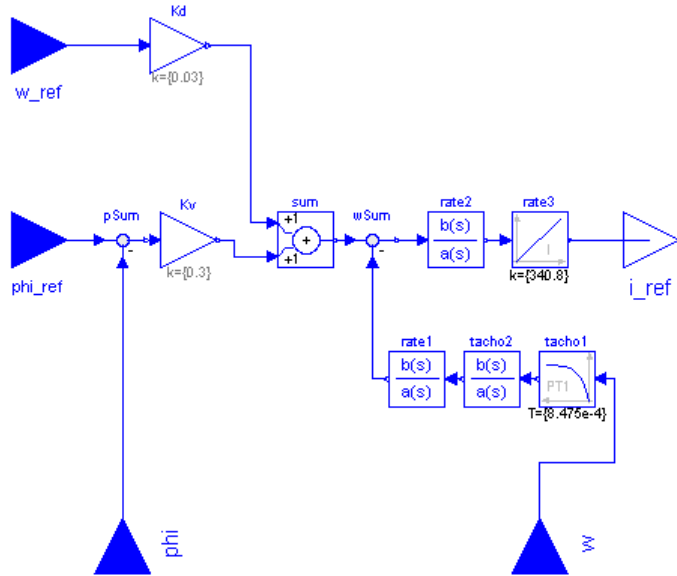 Kd
w_ref
k={0.03}
pSum
Kv
sum
wSum
rate2
rate3
+1
+1
+
-
-
b(s)
a(s)
I
phi_ref
k={0.3}
k={340.8}
i_ref
rate1
tacho2
tacho1
b(s)
a(s)
b(s)
a(s)
PT1
T={8.475e-4}
phi
w